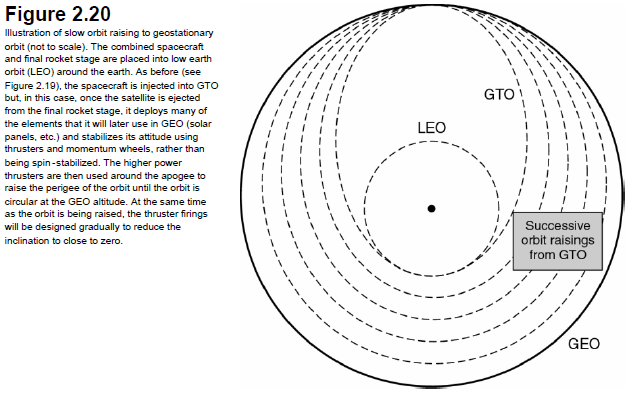 Figure 2.20
Illustration of slow orbit raising to geostationary
orbit (not to scale). The combined spacecraft
and final rocket stage are placed into low earth
orbit (LEO) around the earth. As before (see
Figure 2.19), the spacecraft is injected into GTO
but, in this case, once the satellite is ejected
from the final rocket stage, it deploys many of
the elements that it will later use in GEO (solar
panels, etc.) and stabilizes its attitude using
thrusters and momentum wheels, rather than
being spin-stabilized. The higher power
thrusters are then used around the apogee to
raise the perigee of the orbit until the orbit is
circular at the GEO altitude. At the same time
as the orbit is being raised, the thruster firings
will be designed gradually to reduce the
inclination to close to zero.
GTO
LEO
Successive
orbit raisings
from GTO
GEO